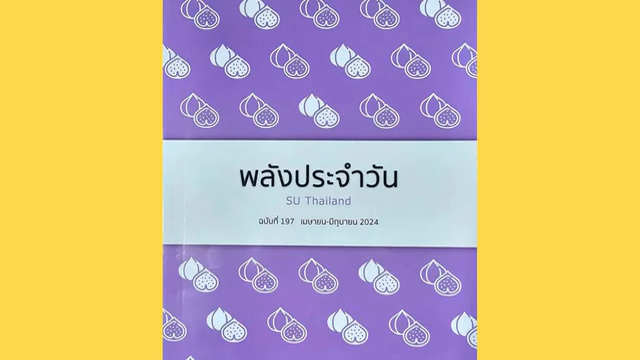 พลังประจำวัน
SU Thailand
ฉบับที่ 197 เมษายน-มิถุนายน 2024